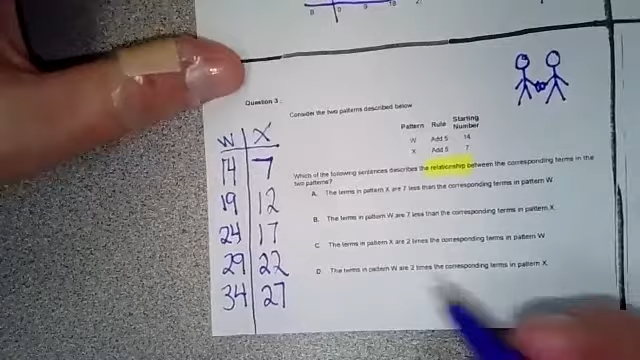 8 9 9 18
Question 3 :
Consider the two patterns described below
Pattern Rule Starting Number
W Add 5 14
X Add 5 7
Which of the following sentences describes the relationship between the corresponding terms in the
two patterns?
A. The terms in pattern X are 7 less than the corresponding terms in pattern W
B. The terms in pattern W are 7 less than the corresponding terms in pattern X.
C. The terms in pattern X are 2 times the corresponding terms in pattern W
D. The terms in pattern W are 2 times the corresponding terms in pattern X.
W X
14 7
19 12
24 17
29 22
34 27